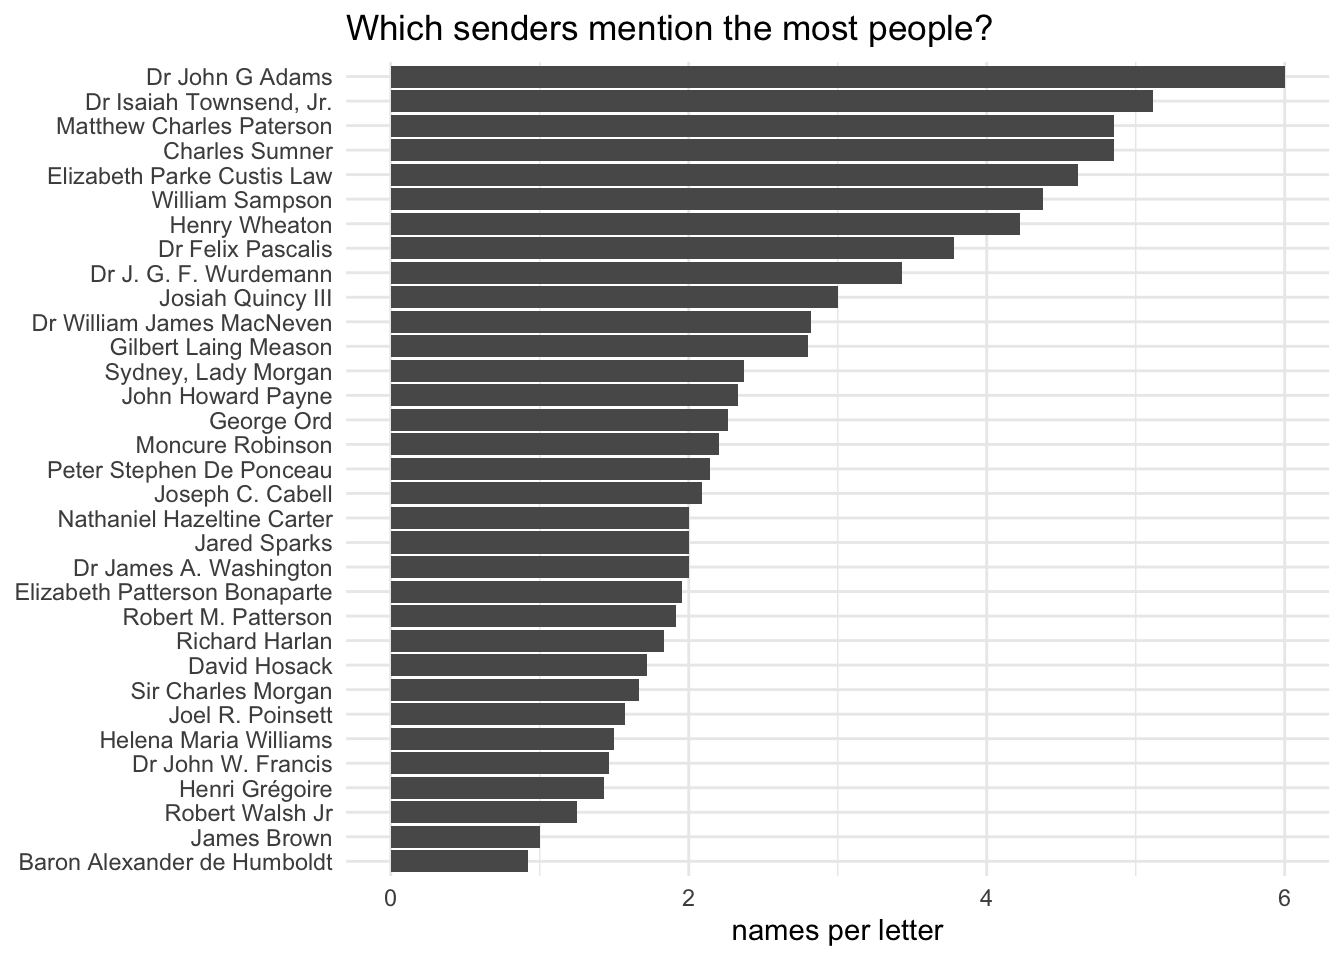 Which senders mention the most people?
Dr John G Adams
Dr Isaiah Townsend, Jr.
Matthew Charles Paterson
Charles Sumner
Elizabeth Parke Custis Law
William Sampson
Henry Wheaton
Dr Felix Pascalis
Dr J. G. F. Wurdemann
Josiah Quincy III
Dr William James MacNeven
Gilbert Laing Meason
Sydney, Lady Morgan
John Howard Payne
George Ord
Moncure Robinson
Peter Stephen De Ponceau
Joseph C. Cabell
Nathaniel Hazeltine Carter
Jared Sparks
Dr James A. Washington
Elizabeth Patterson Bonaparte
Robert M. Patterson
Richard Harlan
David Hosack
Sir Charles Morgan
Joel R. Poinsett
Helena Maria Williams
Dr John W. Francis
Henri Grégoire
Robert Walsh Jr
James Brown
Baron Alexander de Humboldt
0 2 4 6
names per letter